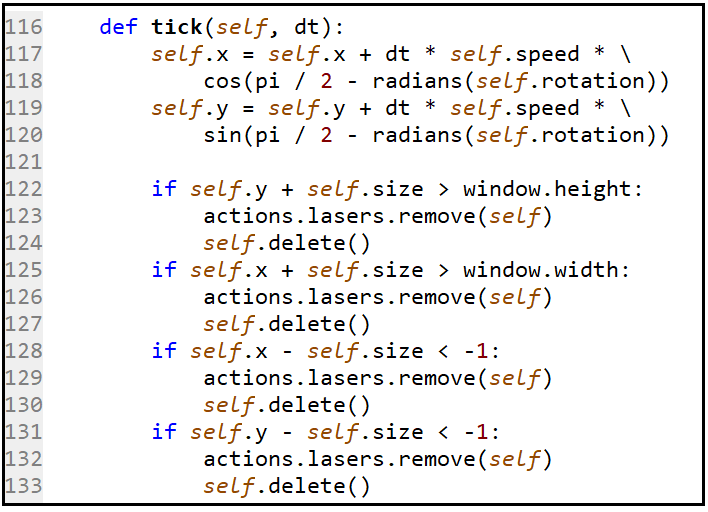 116     def tick(self, dt):
117         self.x = self.x + dt * self.speed * \
118             cos(pi / 2 - radians(self.rotation))
119         self.y = self.y + dt * self.speed * \
120             sin(pi / 2 - radians(self.rotation))
121
122         if self.y + self.size > window.height:
123             actions.lasers.remove(self)
124             self.delete()
125         if self.x + self.size > window.width:
126             actions.lasers.remove(self)
127             self.delete()
128         if self.x - self.size < -1:
129             actions.lasers.remove(self)
130             self.delete()
131         if self.y - self.size < -1:
132             actions.lasers.remove(self)
133             self.delete()